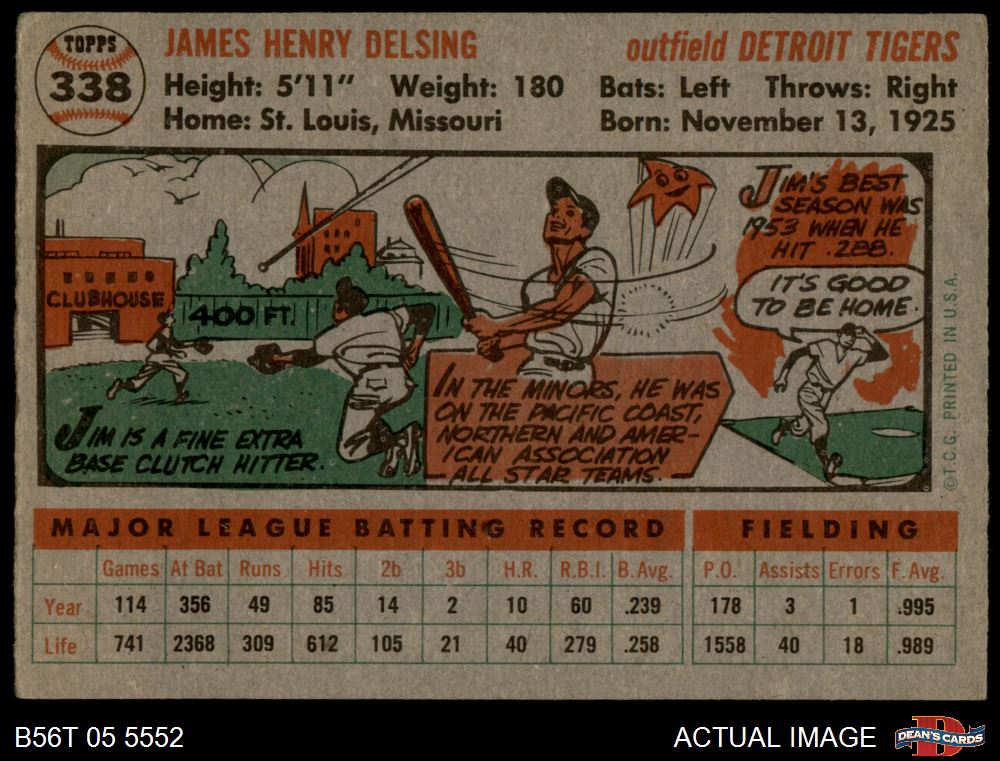 TOPPS
338
JAMES HENRY DELSING
outfield DETROIT TIGERS
Height: 5'11" Weight: 180 Bats: Left Throws: Right
Home: St. Louis, Missouri Born: November 13, 1925
CLUBHOUSE
400 FT.
JIM IS A FINE EXTRA
BASE CLUTCH HITTER.
IN THE MINORS, HE WAS
ON THE PACIFIC COAST,
NORTHERN AND AMER-
ICAN ASSOCIATION
ALL STAR TEAMS.
JIM'S BEST
SEASON WAS
1953 WHEN HE
HIT .288.
IT'S GOOD
TO BE HOME.
©T.C.G. PRINTED IN U.S.A.
MAJOR LEAGUE BATTING RECORD FIELDING
Games At Bat Runs Hits 2b 3b H.R. R.B.I. B.Avg. P.O. Assists Errors F.Avg.
Year 114 356 49 85 14 2 10 60 .239 178 3 1 .995
Life 741 2368 309 612 105 21 40 279 .258 1558 40 18 .989
B56T 05 5552
ACTUAL IMAGE
DEAN'S CARDS